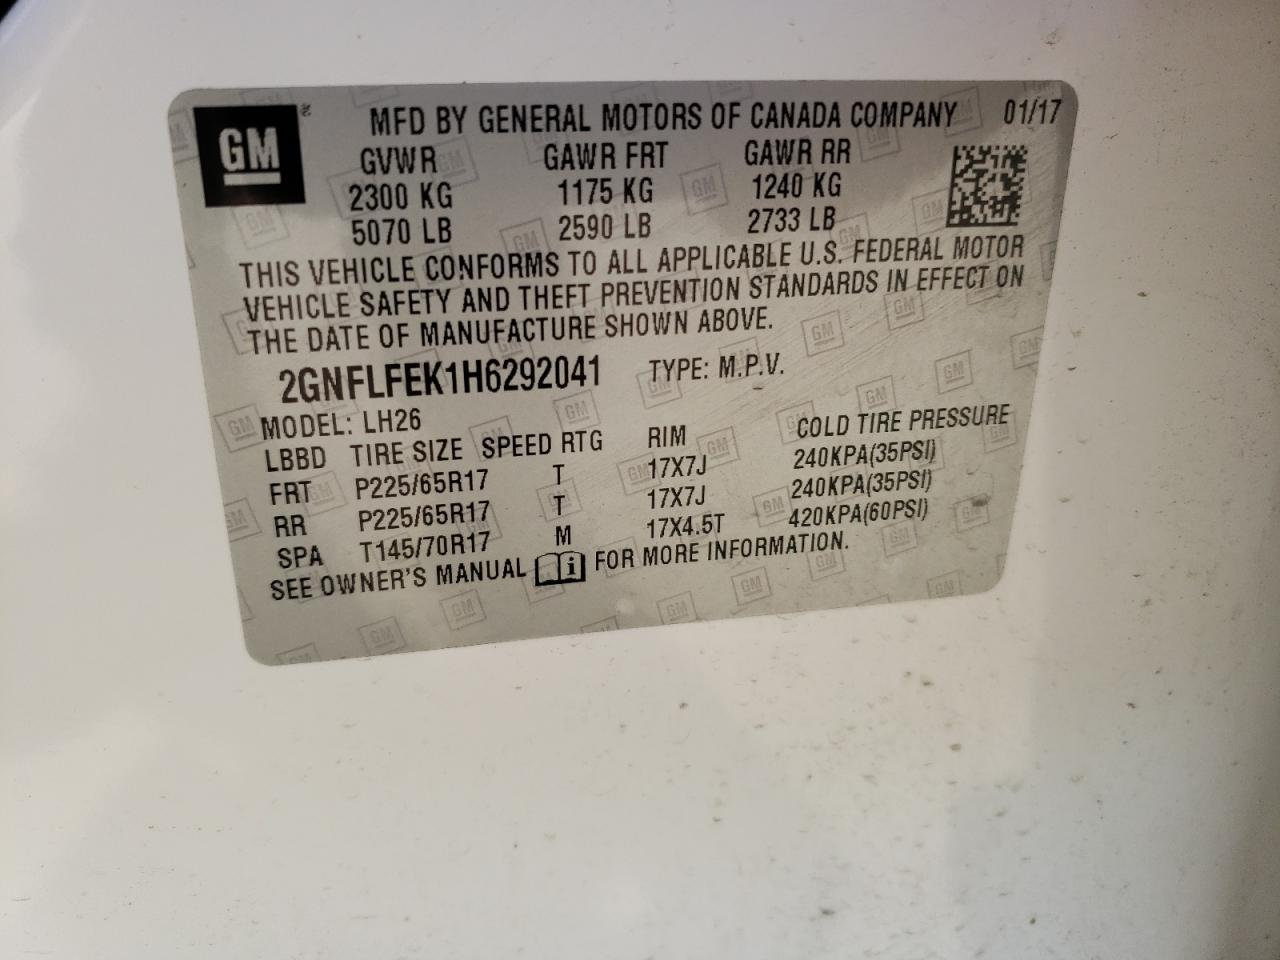 GM
MFD BY GENERAL MOTORS OF CANADA COMPANY 01/17
GVWR GAWR FRT GAWR RR
2300 KG 1175 KG 1240 KG
5070 LB 2590 LB 2733 LB
THIS VEHICLE CONFORMS TO ALL APPLICABLE U.S. FEDERAL MOTOR
VEHICLE SAFETY AND THEFT PREVENTION STANDARDS IN EFFECT ON
THE DATE OF MANUFACTURE SHOWN ABOVE.
2GNFLFEK1H6292041 TYPE: M.P.V.
MODEL: LH26
LBBD TIRE SIZE SPEED RTG RIM COLD TIRE PRESSURE
FRT P225/65R17 T 17X7J 240KPA(35PSI)
RR P225/65R17 T 17X7J 240KPA(35PSI)
SPA T145/70R17 M 17X4.5T 420KPA(60PSI)
SEE OWNER'S MANUAL i FOR MORE INFORMATION.